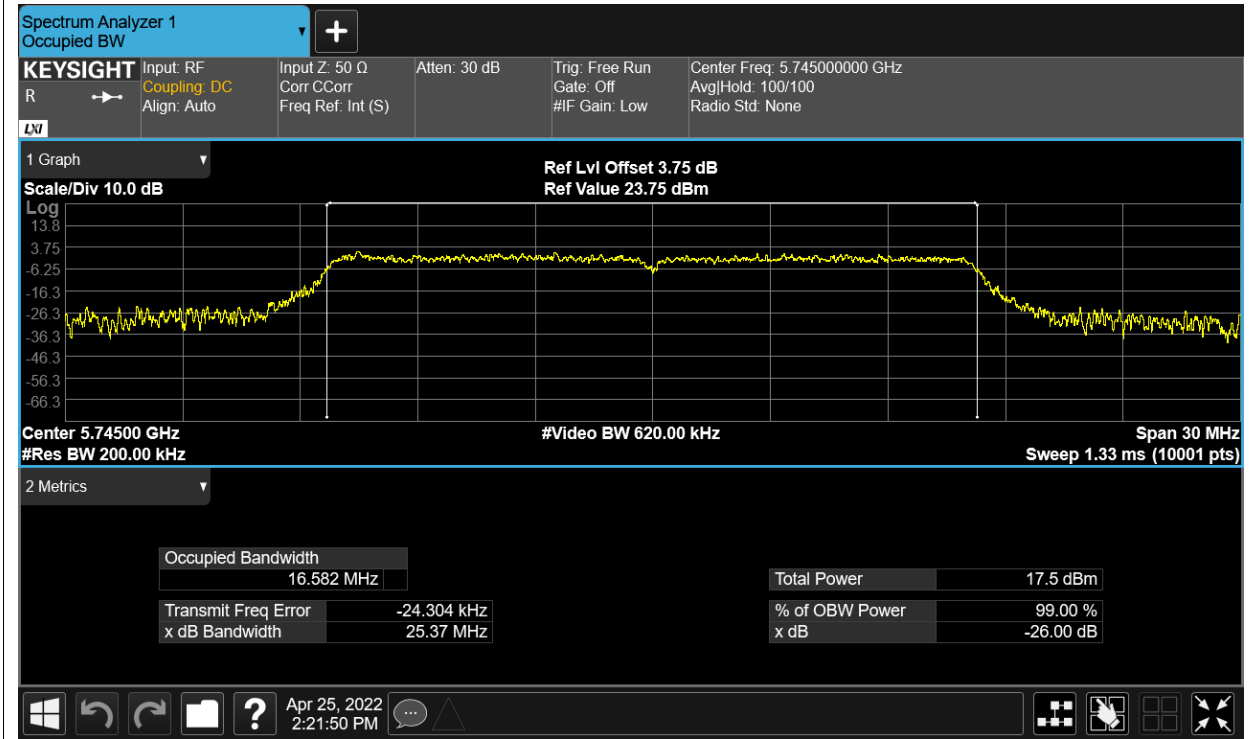 Spectrum Analyzer 1
Occupied BW
KEYSIGHT
R
LXI
Input: RF
Coupling: DC
Align: Auto
Input Z: 50 Ω
Corr CCorr
Freq Ref: Int (S)
Atten: 30 dB
Trig: Free Run
Gate: Off
#IF Gain: Low
Center Freq: 5.745000000 GHz
Avg|Hold: 100/100
Radio Std: None
1 Graph
Scale/Div 10.0 dB
Ref Lvl Offset 3.75 dB
Ref Value 23.75 dBm
Log
13.8
3.75
-6.25
-16.3
-26.3
-36.3
-46.3
-56.3
-66.3
Center 5.74500 GHz
#Video BW 620.00 kHz
Span 30 MHz
#Res BW 200.00 kHz
Sweep 1.33 ms (10001 pts)
2 Metrics
Occupied Bandwidth
16.582 MHz
Total Power 17.5 dBm
Transmit Freq Error -24.304 kHz
% of OBW Power 99.00 %
x dB Bandwidth 25.37 MHz
x dB -26.00 dB
?
Apr 25, 2022
2:21:50 PM